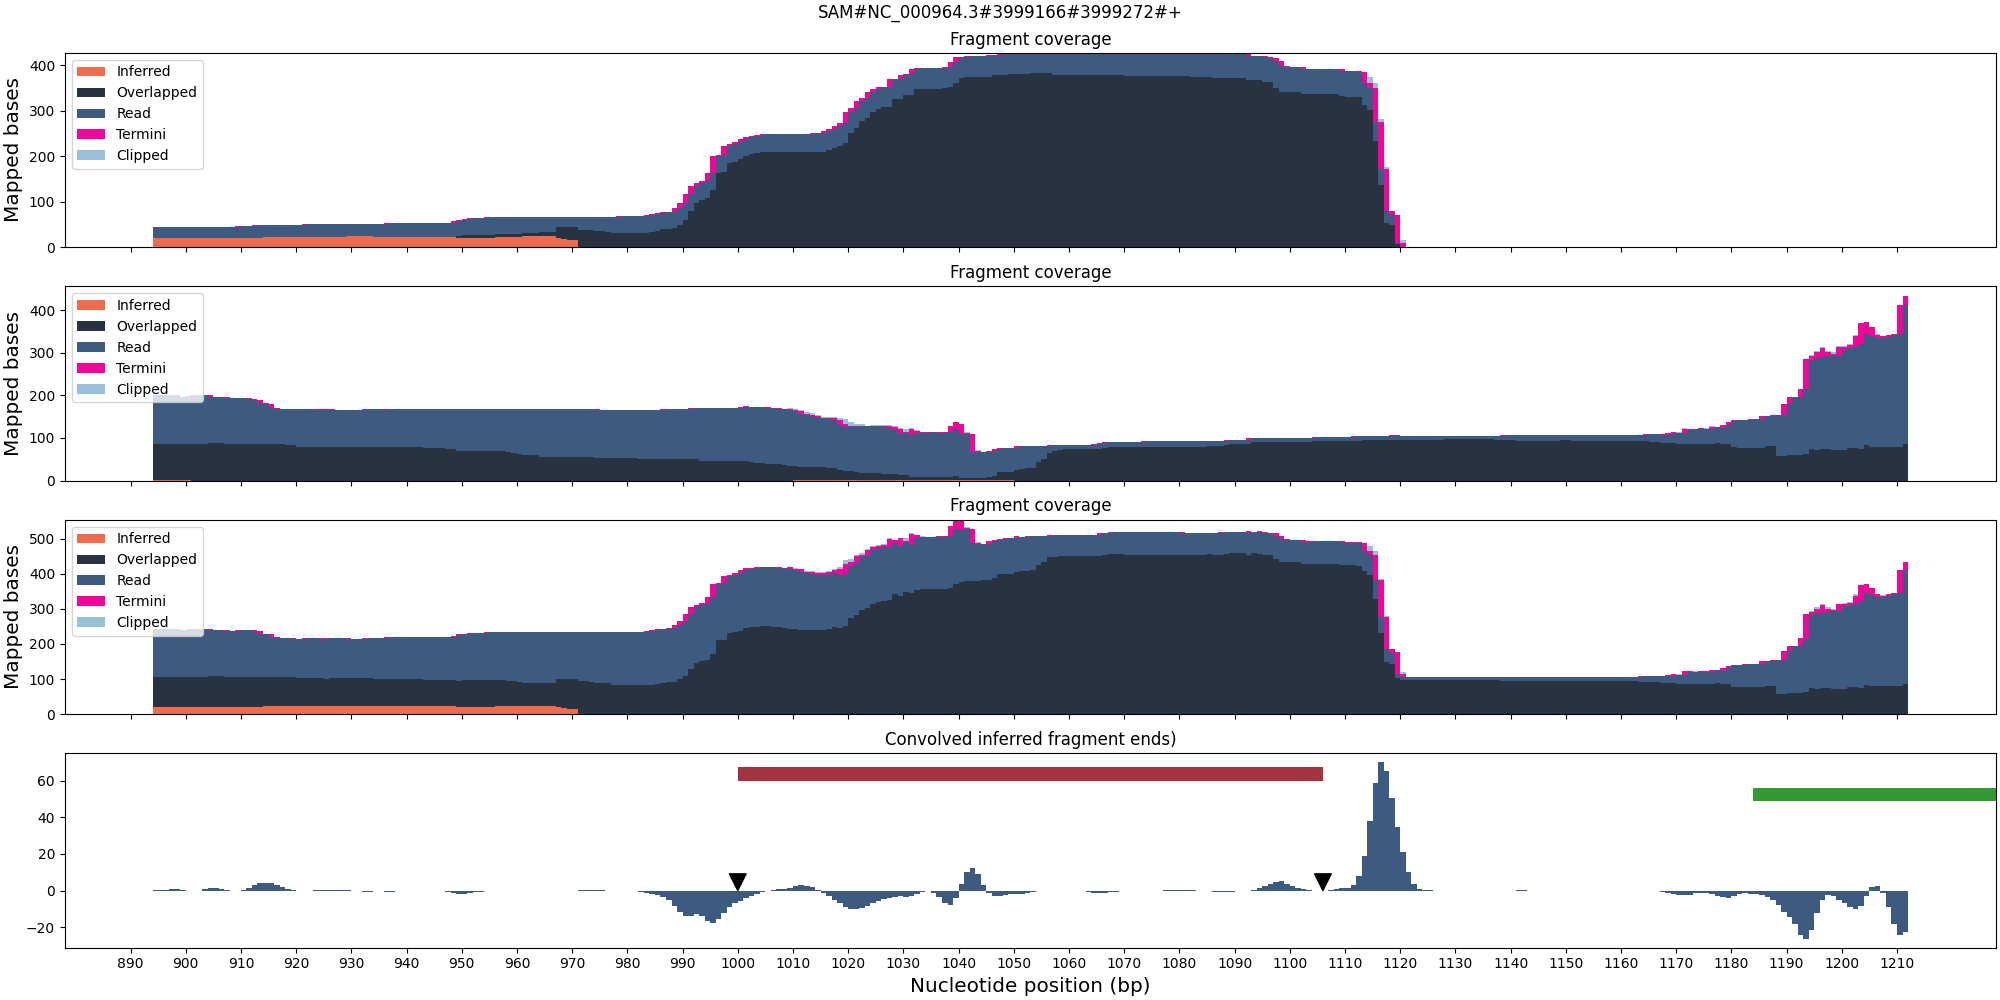 SAM#NC_000964.3#3999166#3999272#+
Fragment coverage
Mapped bases
400
300
200
100
0
Inferred
Overlapped
Read
Termini
Clipped
Fragment coverage
Mapped bases
400
300
200
100
0
Inferred
Overlapped
Read
Termini
Clipped
Fragment coverage
Mapped bases
500
400
300
200
100
0
Inferred
Overlapped
Read
Termini
Clipped
Convolved inferred fragment ends)
60
40
20
0
−20
890 900 910 920 930 940 950 960 970 980 990 1000 1010 1020 1030 1040 1050 1060 1070 1080 1090 1100 1110 1120 1130 1140 1150 1160 1170 1180 1190 1200 1210
Nucleotide position (bp)